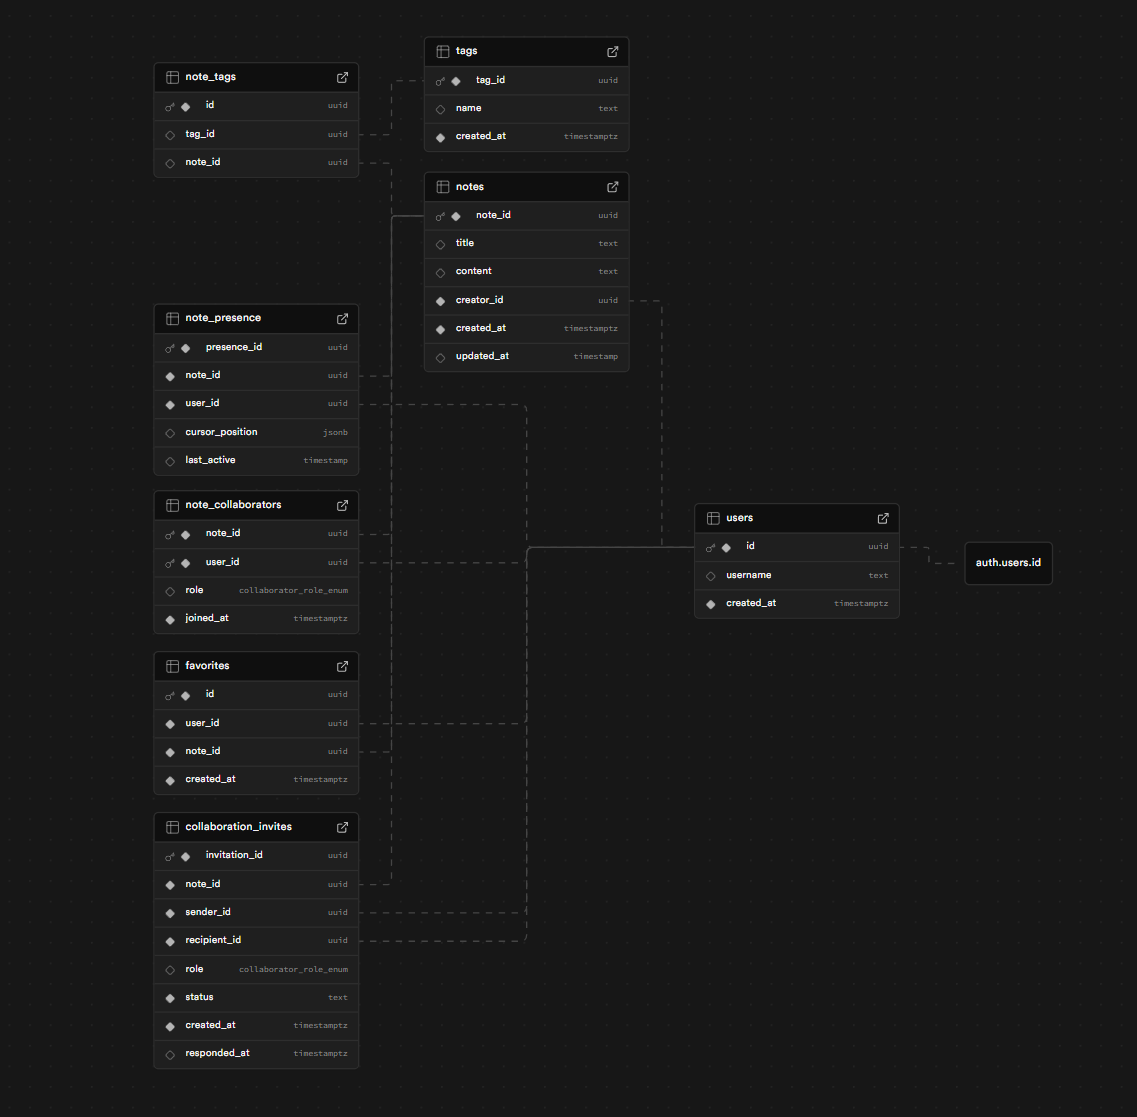 note_tags
id uuid
tag_id uuid
note_id uuid
tags
tag_id uuid
name text
created_at timestamptz
notes
note_id uuid
title text
content text
creator_id uuid
created_at timestamptz
updated_at timestamp
note_presence
presence_id uuid
note_id uuid
user_id uuid
cursor_position jsonb
last_active timestamp
note_collaborators
note_id uuid
user_id uuid
role collaborator_role_enum
joined_at timestamptz
users
id uuid
username text
created_at timestamptz
auth.users.id
favorites
id uuid
user_id uuid
note_id uuid
created_at timestamptz
collaboration_invites
invitation_id uuid
note_id uuid
sender_id uuid
recipient_id uuid
role collaborator_role_enum
status text
created_at timestamptz
responded_at timestamptz